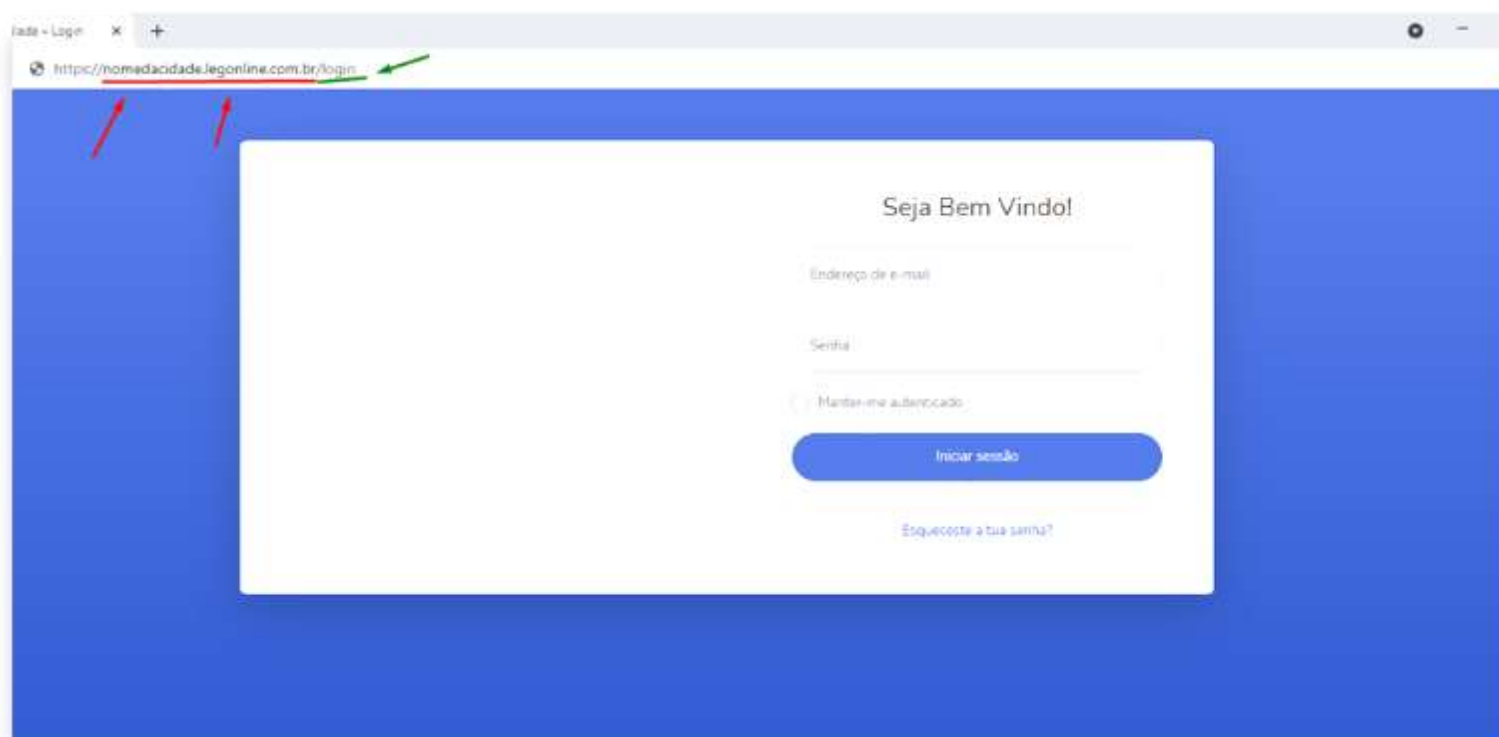 dade - Login
https://nomedacidade.legonline.com.br/login
Seja Bem Vindo!
Endereço de e-mail
Senha
Manter-me autenticado
Iniciar sessão
Esqueceste a tua senha?